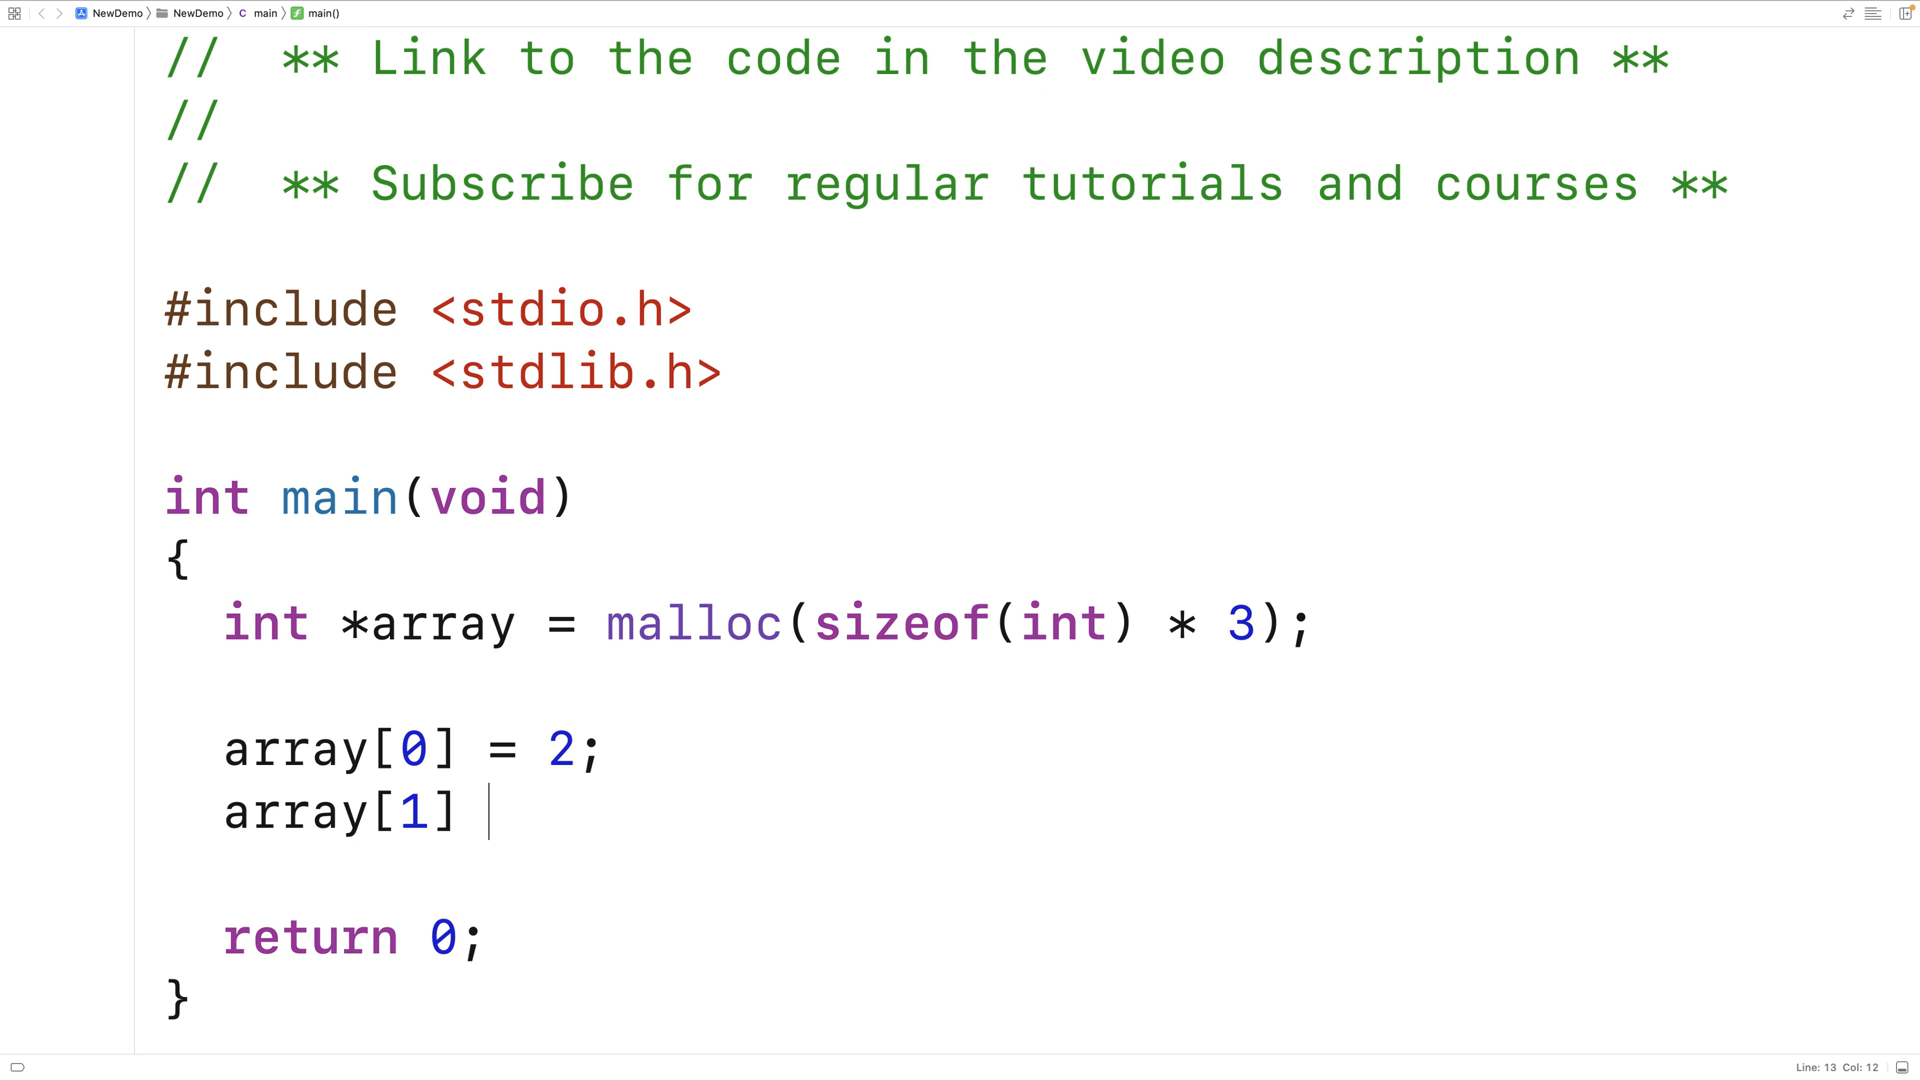 NewDemo NewDemo C main f main()
// ** Link to the code in the video description **
//
// ** Subscribe for regular tutorials and courses **
#include <stdio.h>
#include <stdlib.h>
int main(void)
{
int *array = malloc(sizeof(int) * 3);
array[0] = 2;
array[1]
return 0;
}
Line: 13 Col: 12